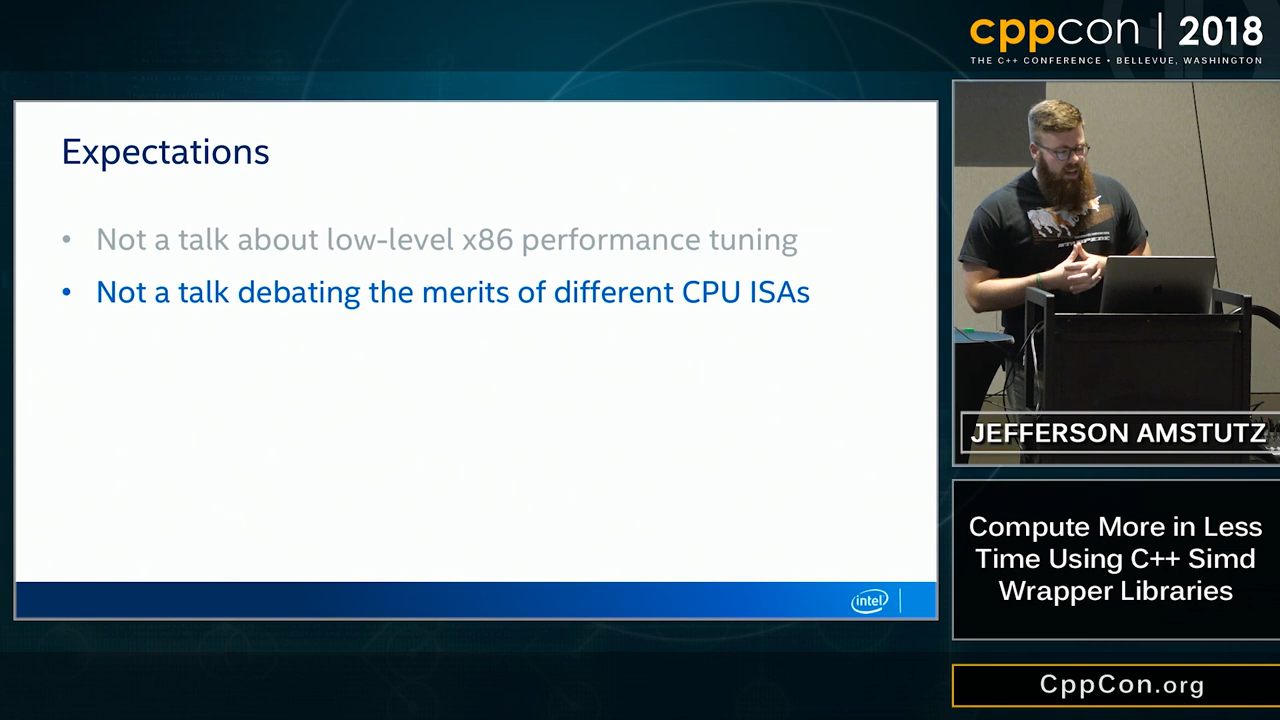 cppcon | 2018
THE C++ CONFERENCE • BELLEVUE, WASHINGTON
Expectations
• Not a talk about low-level x86 performance tuning
• Not a talk debating the merits of different CPU ISAs
intel
JEFFERSON AMSTUTZ
Compute More in Less
Time Using C++ Simd
Wrapper Libraries
CppCon.org